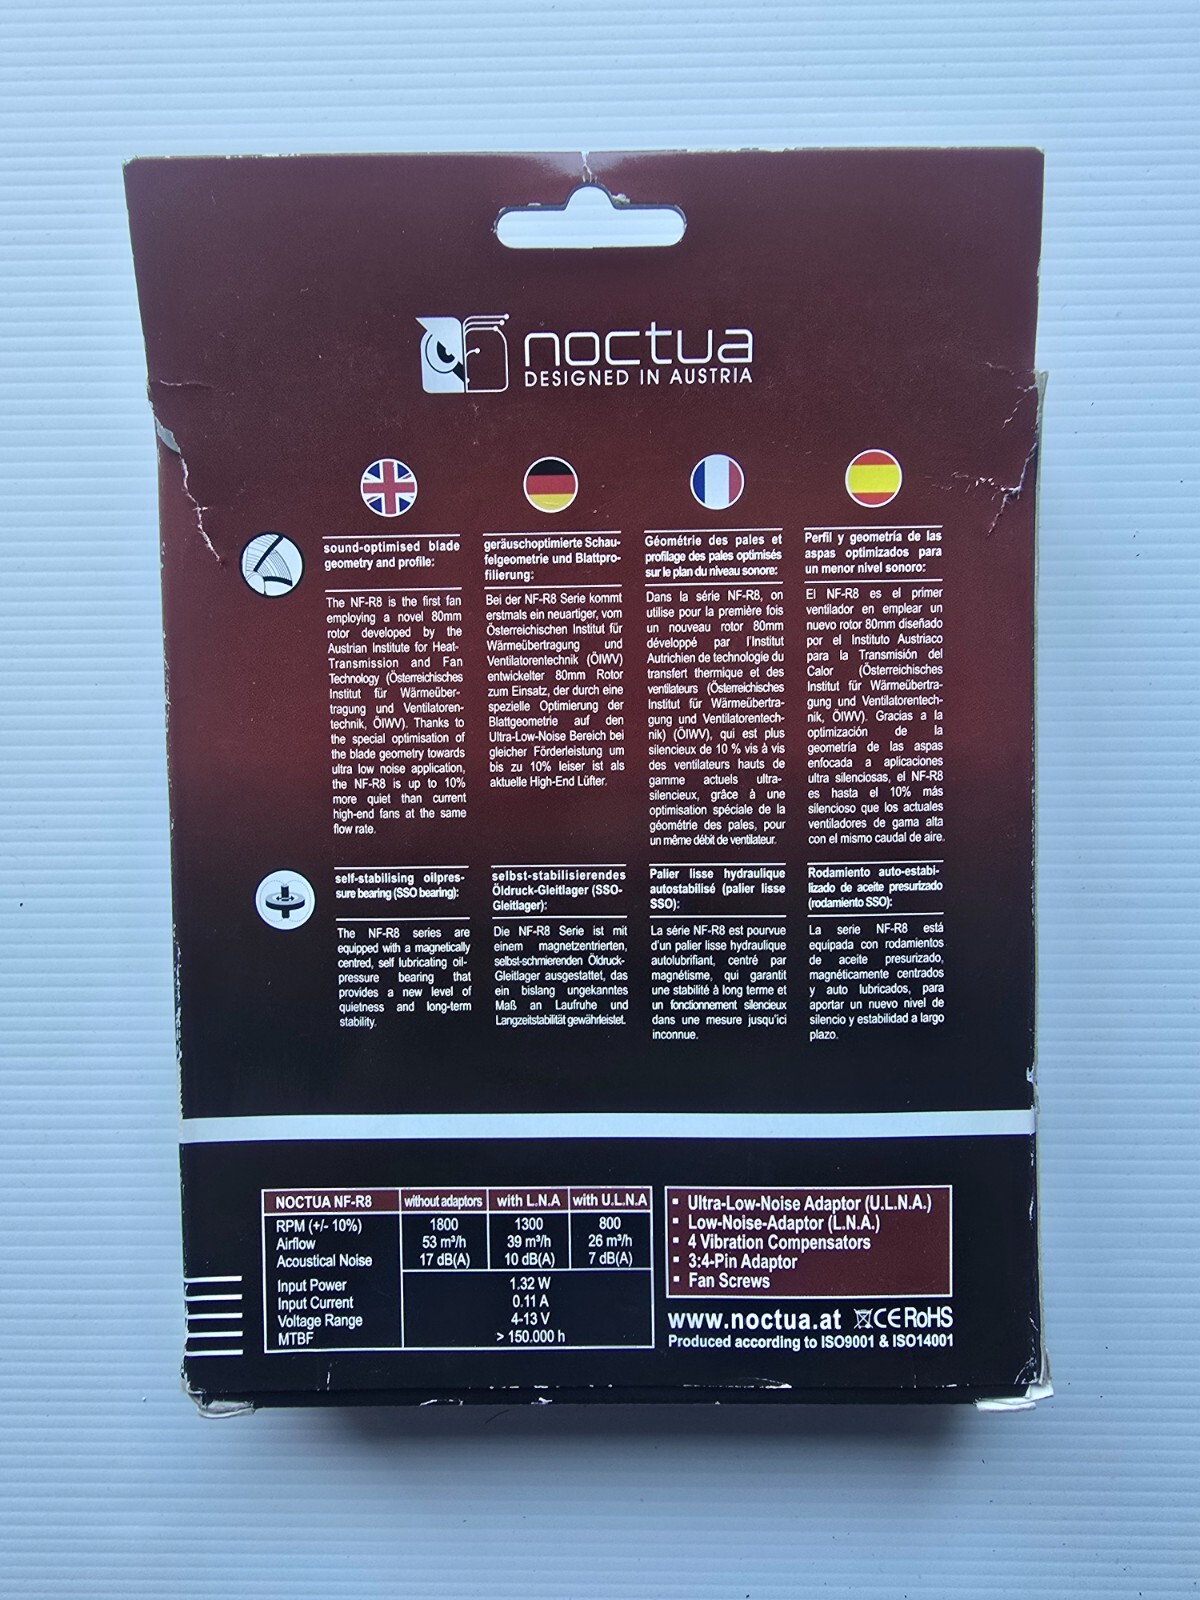 noctua
DESIGNED IN AUSTRIA
sound-optimised blade
geometry and profile:
The NF-R8 is the first fan
employing a novel 80mm
rotor developed by the
Austrian Institute for Heat-
Transmission and Fan
Technology (Österreichisches
Institut für Wärmeüber-
tragung und Ventilatoren-
technik, ÖIWV). Thanks to
the special optimisation of
the blade geometry towards
ultra low noise application,
the NF-R8 is up to 10%
more quiet than current
high-end fans at the same
flow rate.
geräuschoptimierte Schau-
felgeometrie und Blattpro-
filierung:
Bei der NF-R8 Serie kommt
erstmals ein neuartiger, vom
Österreichischen Institut für
Wärmeübertragung und
Ventilatorentechnik (ÖIWV)
entwickelter 80mm Rotor
zum Einsatz, der durch eine
spezielle Optimierung der
Blattgeometrie auf den
Ultra-Low-Noise Bereich bei
gleicher Förderleistung um
bis zu 10% leiser ist als
aktuelle High-End Lüfter.
Géométrie des pales et
profilage des pales optimisés
sur le plan du niveau sonore:
Dans la série NF-R8, on
utilise pour la première fois
un nouveau rotor 80mm
développé par l'Institut
Autrichien de technologie du
transfert thermique et des
ventilateurs (Österreichisches
Institut für Wärmeübertra-
gung und Ventilatorentech-
nik) (ÖIWV), qui est plus
silencieux de 10 % vis à vis
des ventilateurs hauts de
gamme actuels ultra-
silencieux, grâce à une
optimisation spéciale de la
géométrie des pales, pour
un même débit de ventilateur.
Perfil y geometría de las
aspas optimizados para
un menor nivel sonoro:
El NF-R8 es el primer
ventilador en emplear un
nuevo rotor 80mm diseñado
por el Instituto Austriaco
para la Transmisión del
Calor (Österreichisches
Institut für Wärmeübertra-
gung und Ventilatorentech-
nik, ÖIWV). Gracias a la
optimización de la
geometría de las aspas
enfocada a aplicaciones
ultra silenciosas, el NF-R8
es hasta el 10% más
silencioso que los actuales
ventiladores de gama alta
con el mismo caudal de aire.
self-stabilising oilpres-
sure bearing (SSO bearing):
The NF-R8 series are
equipped with a magnetically
centred, self lubricating oil-
pressure bearing that
provides a new level of
quietness and long-term
stability.
selbst-stabilisierendes
Öldruck-Gleitlager (SSO-
Gleitlager):
Die NF-R8 Serie ist mit
einem magnetzentrierten,
selbst-schmierenden Öldruck-
Gleitlager ausgestattet, das
ein bislang ungekanntes
Maß an Laufruhe und
Langzeitstabilität gewährleistet.
Palier lisse hydraulique
autostabilisé (palier lisse
SSO):
La série NF-R8 est pourvue
d'un palier lisse hydraulique
autolubrifiant, centré par
magnétisme, qui garantit
une stabilité à long terme et
un fonctionnement silencieux
dans une mesure jusqu'ici
inconnue.
Rodamiento auto-estabi-
lizado de aceite presurizado
(rodamiento SSO):
La serie NF-R8 está
equipada con rodamientos
de aceite presurizado,
magnéticamente centrados
y auto lubricados, para
aportar un nuevo nivel de
silencio y estabilidad a largo
plazo.
NOCTUA NF-R8 without adaptors with L.N.A with U.L.N.A
RPM (+/- 10%) 1800 1300 800
Airflow 53 m³/h 39 m³/h 26 m³/h
Acoustical Noise 17 dB(A) 10 dB(A) 7 dB(A)
Input Power 1.32 W
Input Current 0.11 A
Voltage Range 4-13 V
MTBF > 150.000 h
▪ Ultra-Low-Noise Adaptor (U.L.N.A.)
▪ Low-Noise-Adaptor (L.N.A.)
▪ 4 Vibration Compensators
▪ 3:4-Pin Adaptor
▪ Fan Screws
www.noctua.at CE RoHS
Produced according to ISO9001 & ISO14001